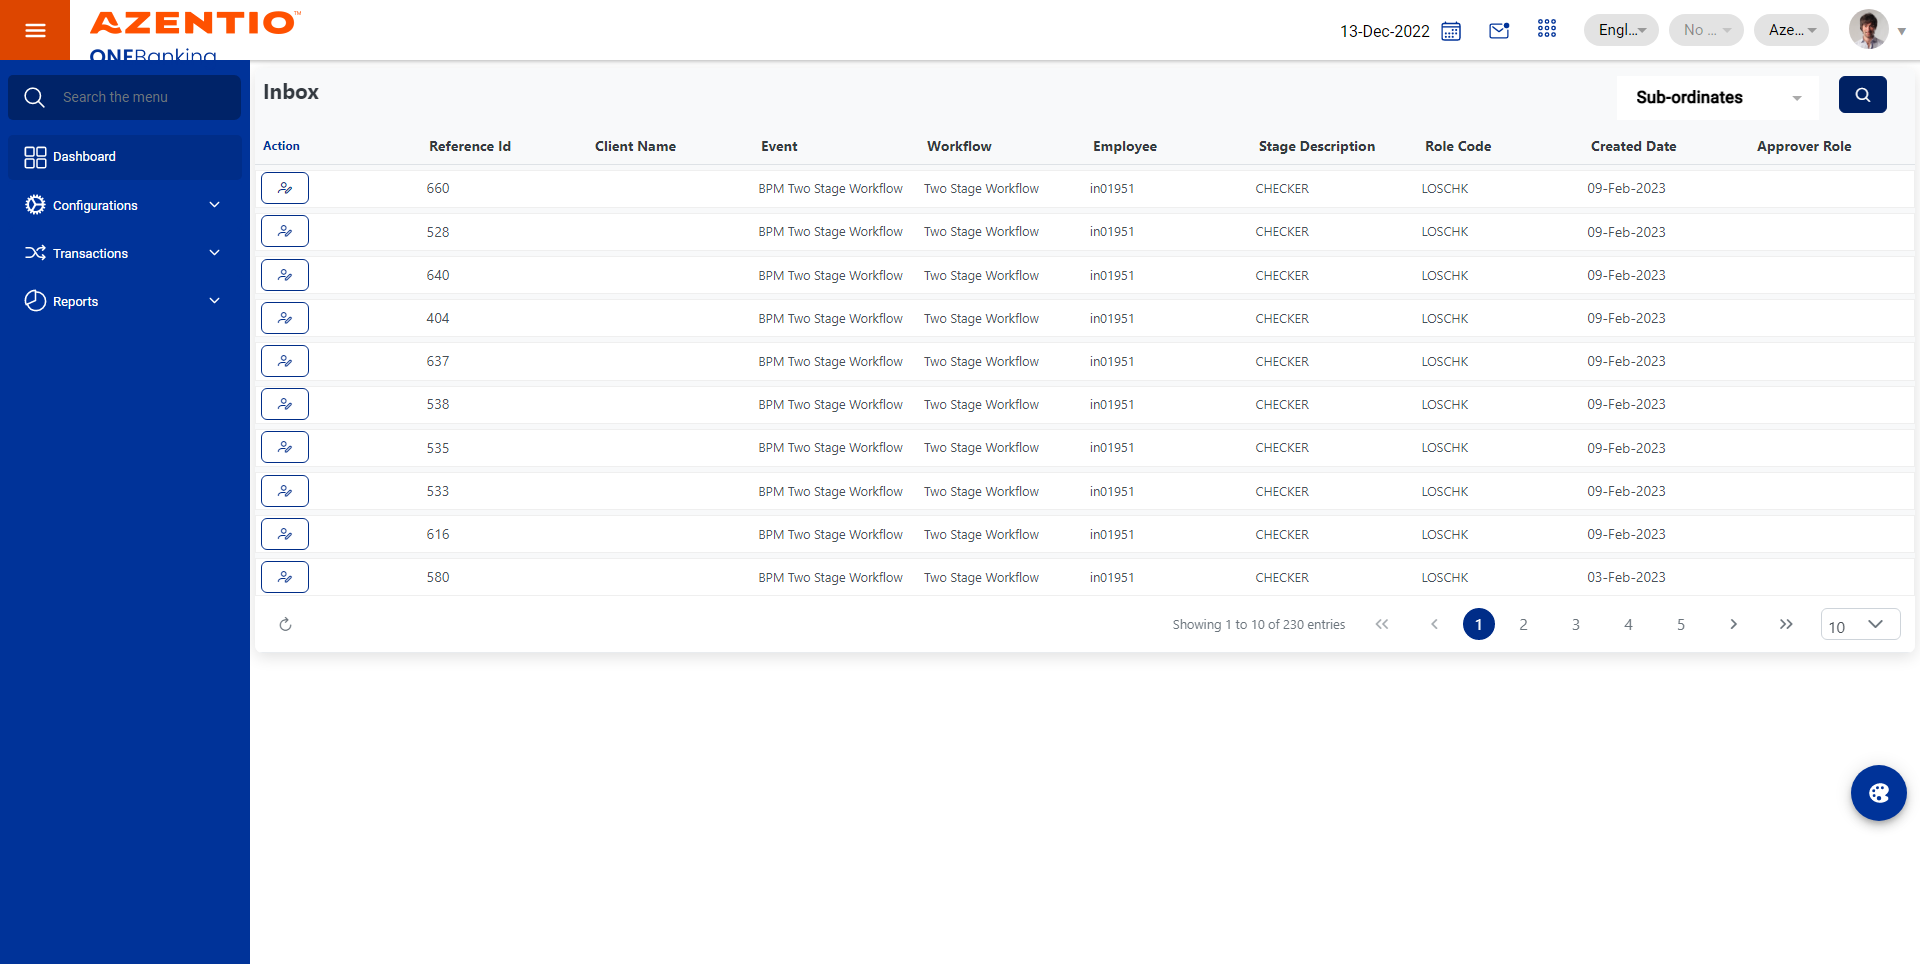 AZENTIO™
ONEBanking
13-Dec-2022
Engl...
No ...
Aze...
Search the menu
Dashboard
Configurations
Transactions
Reports
Inbox
Sub-ordinates
Action Reference Id Client Name Event Workflow Employee Stage Description Role Code Created Date Approver Role
660 BPM Two Stage Workflow Two Stage Workflow in01951 CHECKER LOSCHK 09-Feb-2023
528 BPM Two Stage Workflow Two Stage Workflow in01951 CHECKER LOSCHK 09-Feb-2023
640 BPM Two Stage Workflow Two Stage Workflow in01951 CHECKER LOSCHK 09-Feb-2023
404 BPM Two Stage Workflow Two Stage Workflow in01951 CHECKER LOSCHK 09-Feb-2023
637 BPM Two Stage Workflow Two Stage Workflow in01951 CHECKER LOSCHK 09-Feb-2023
538 BPM Two Stage Workflow Two Stage Workflow in01951 CHECKER LOSCHK 09-Feb-2023
535 BPM Two Stage Workflow Two Stage Workflow in01951 CHECKER LOSCHK 09-Feb-2023
533 BPM Two Stage Workflow Two Stage Workflow in01951 CHECKER LOSCHK 09-Feb-2023
616 BPM Two Stage Workflow Two Stage Workflow in01951 CHECKER LOSCHK 09-Feb-2023
580 BPM Two Stage Workflow Two Stage Workflow in01951 CHECKER LOSCHK 03-Feb-2023
Showing 1 to 10 of 230 entries 1 2 3 4 5 10